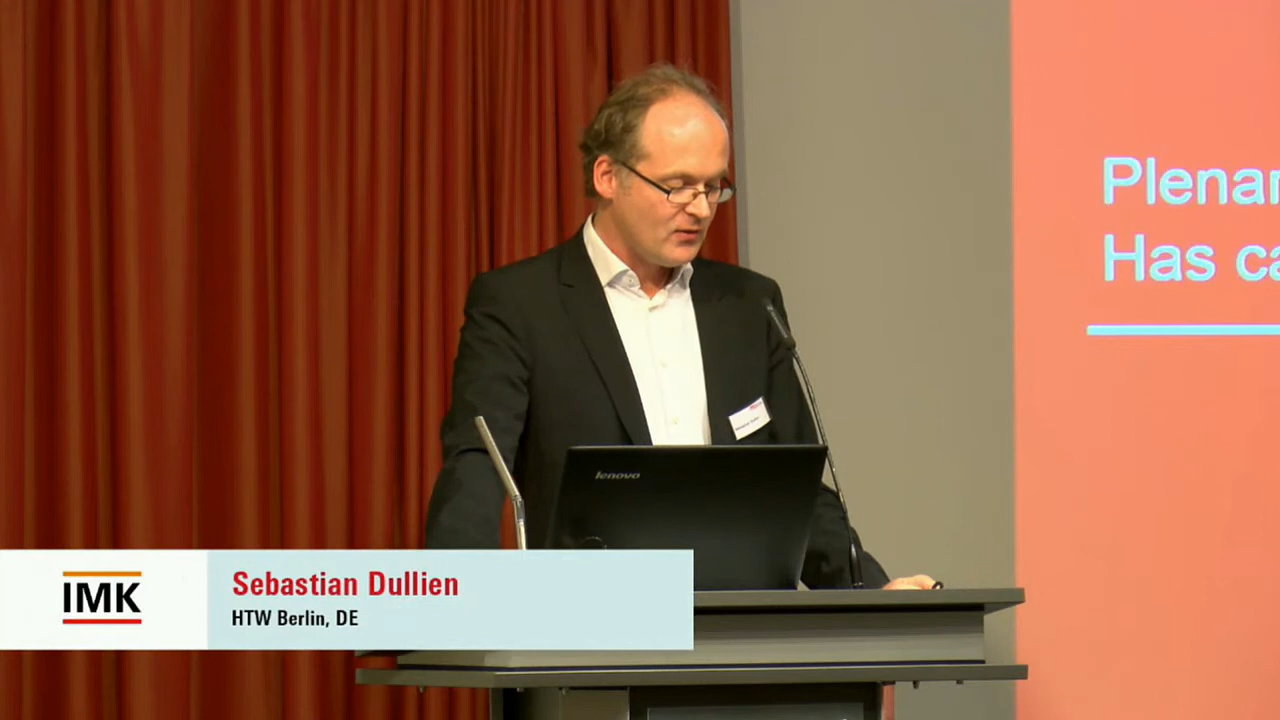 Plenar
Has ca
lenovo
IMK
Sebastian Dullien
HTW Berlin, DE